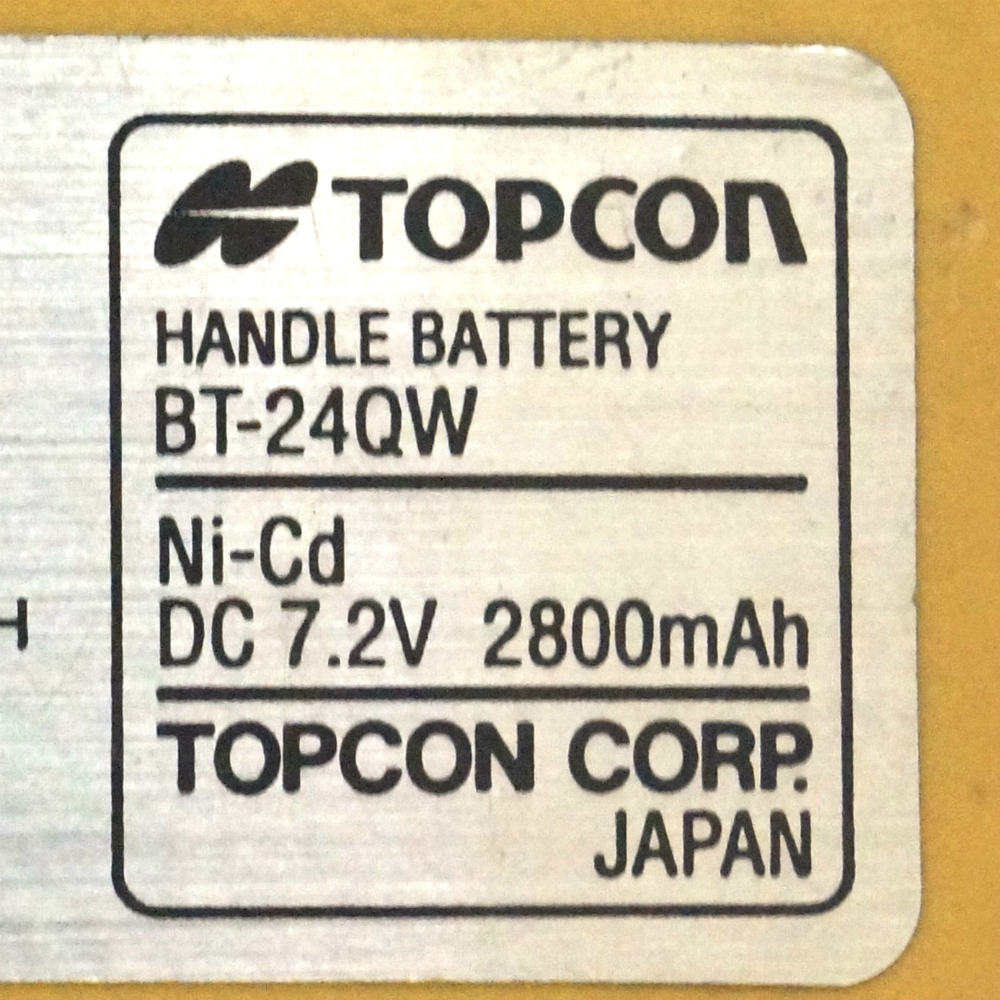 TOPCON
HANDLE BATTERY
BT-24QW
Ni-Cd
DC 7.2V 2800mAh
TOPCON CORP.
JAPAN